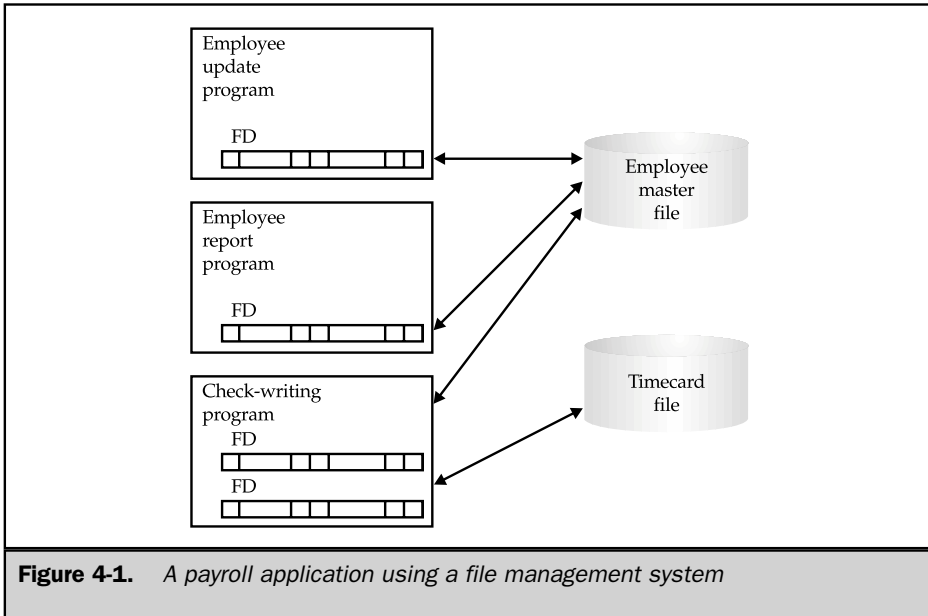 Employee
update
program
FD
Employee
master
file
Employee
report
program
FD
Check-writing
program
FD
FD
Timecard
file
Figure 4-1. A payroll application using a file management system